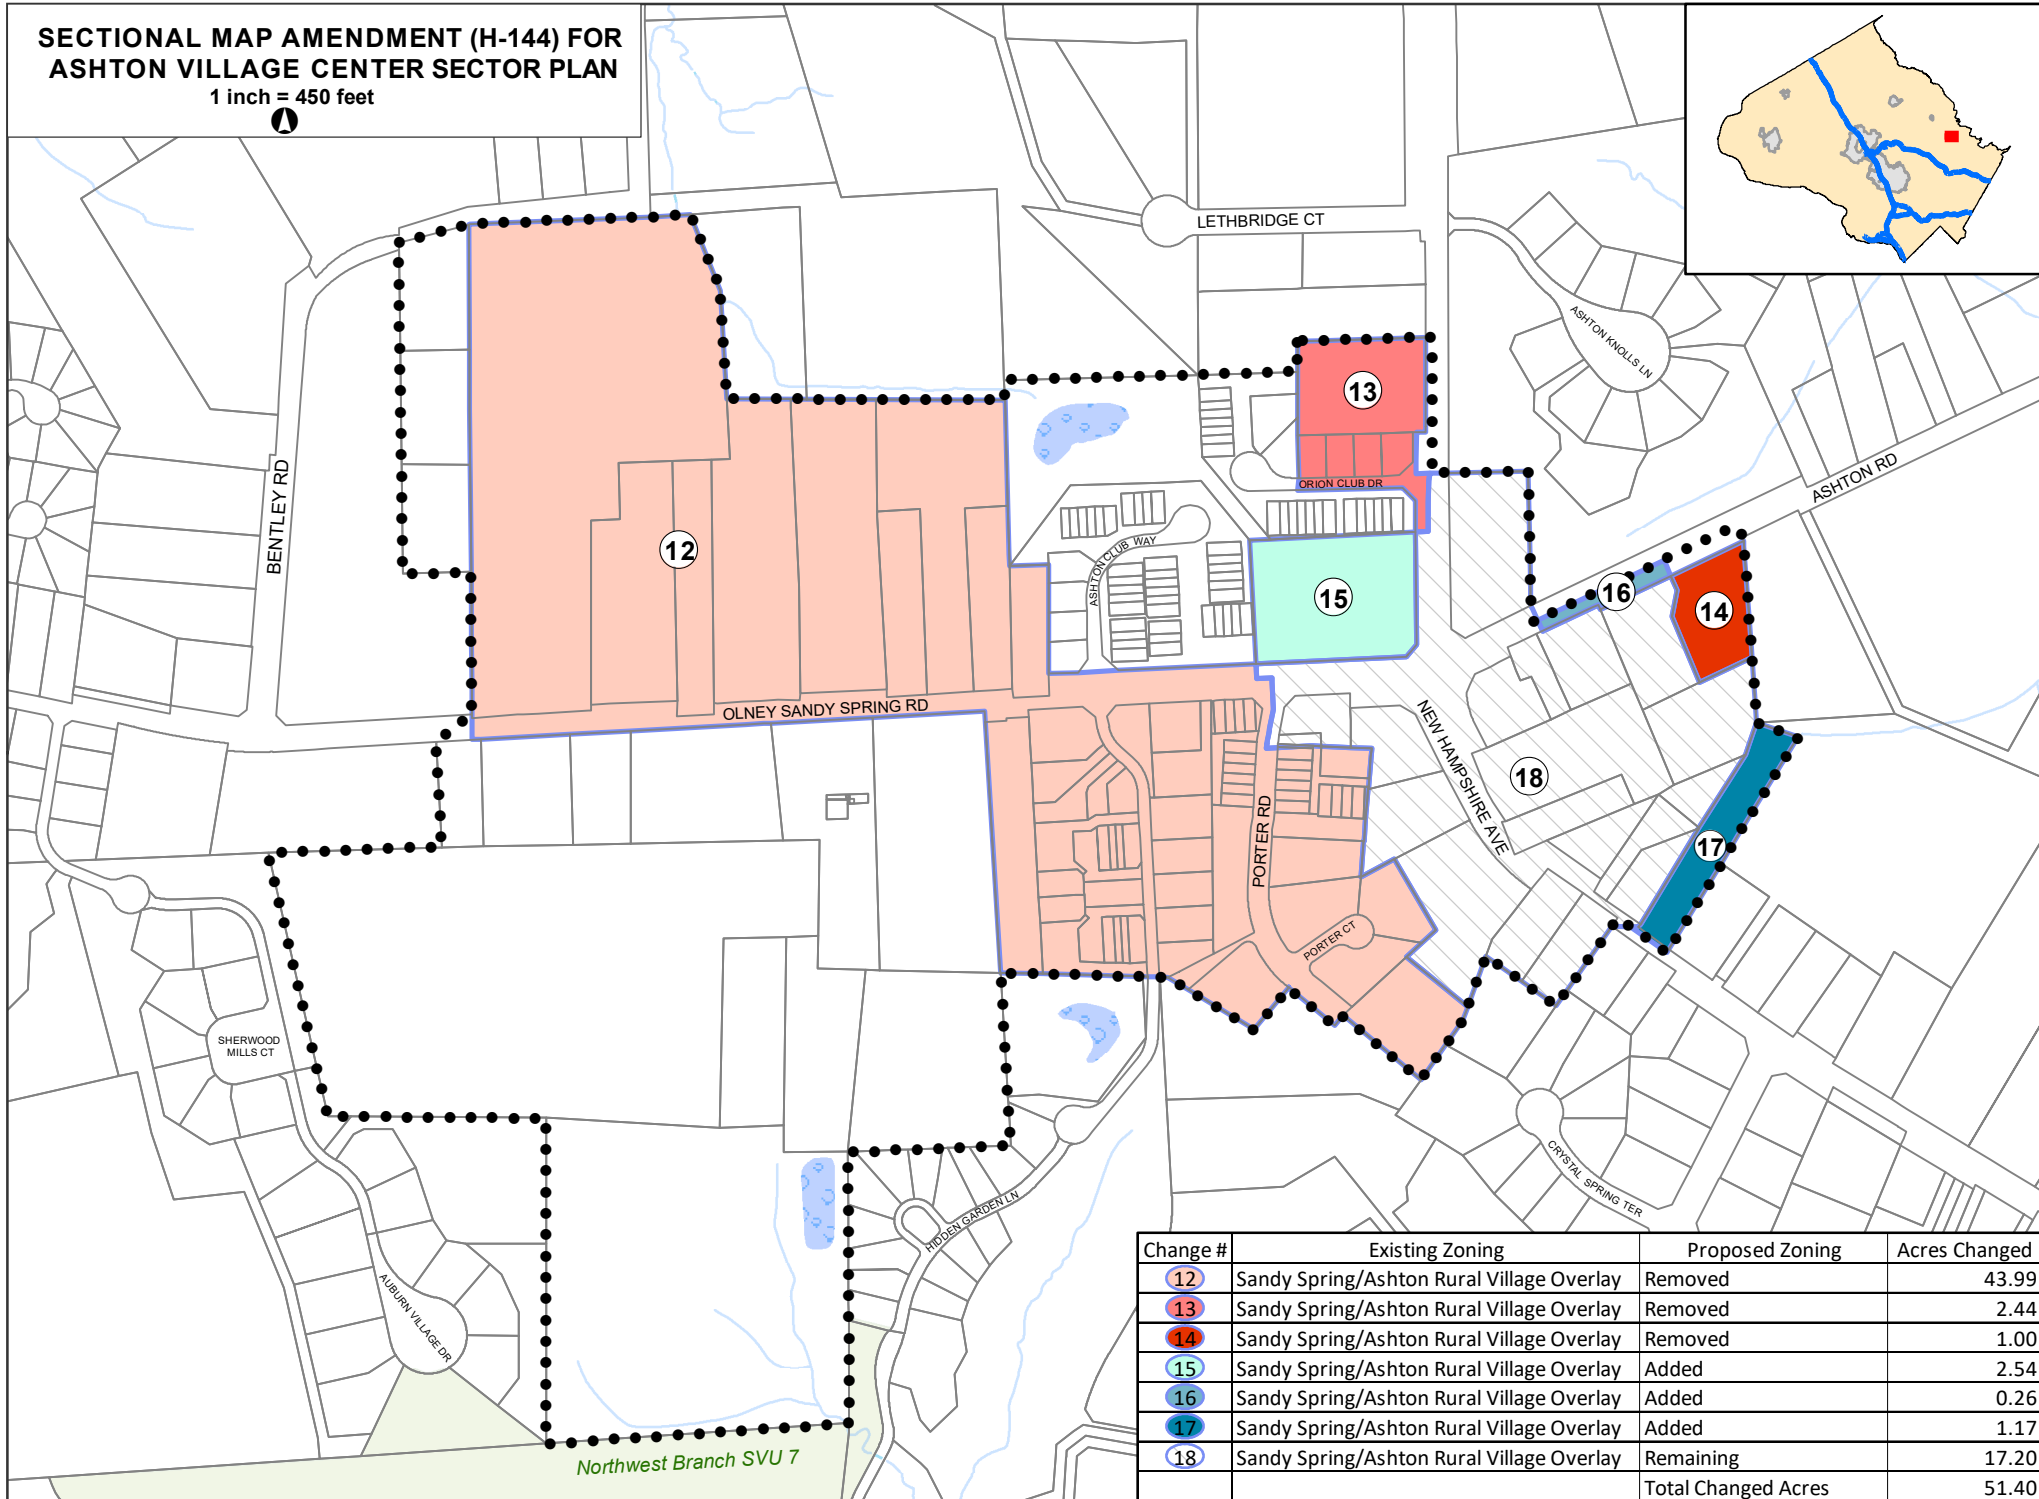 SECTIONAL MAP AMENDMENT (H-144) FOR
ASHTON VILLAGE CENTER SECTOR PLAN
1 inch = 450 feet
LETHBRIDGE CT
ASHTON KNOLLS LN
13
BENTLEY RD
ORION CLUB DR
ASHTON RD
12
ASHTON CLUB WAY
15
16
14
OLNEY SANDY SPRING RD
NEW HAMPSHIRE AVE
18
PORTER RD
17
PORTER CT
SHERWOOD
MILLS CT
HIDDEN GARDEN LN
CRYSTAL SPRING TER
AUBURN VILLAGE DR
Northwest Branch SVU 7
Change # Existing Zoning Proposed Zoning Acres Changed
12 Sandy Spring/Ashton Rural Village Overlay Removed 43.99
13 Sandy Spring/Ashton Rural Village Overlay Removed 2.44
14 Sandy Spring/Ashton Rural Village Overlay Removed 1.00
15 Sandy Spring/Ashton Rural Village Overlay Added 2.54
16 Sandy Spring/Ashton Rural Village Overlay Added 0.26
17 Sandy Spring/Ashton Rural Village Overlay Added 1.17
18 Sandy Spring/Ashton Rural Village Overlay Remaining 17.20
Total Changed Acres 51.40